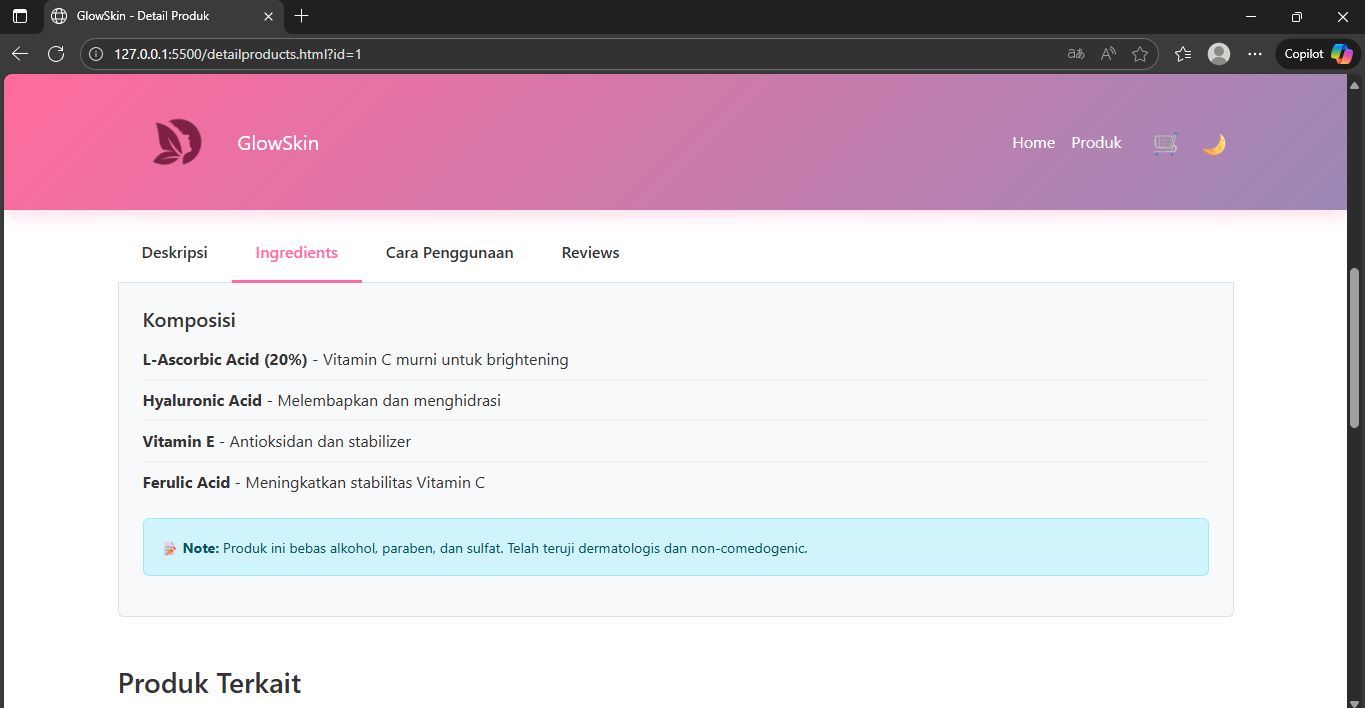 GlowSkin - Detail Produk
127.0.0.1:5500/detailproducts.html?id=1
Copilot
GlowSkin
Home Produk
Deskripsi Ingredients Cara Penggunaan Reviews
Komposisi
L-Ascorbic Acid (20%) - Vitamin C murni untuk brightening
Hyaluronic Acid - Melembapkan dan menghidrasi
Vitamin E - Antioksidan dan stabilizer
Ferulic Acid - Meningkatkan stabilitas Vitamin C
Note: Produk ini bebas alkohol, paraben, dan sulfat. Telah teruji dermatologis dan non-comedogenic.
Produk Terkait